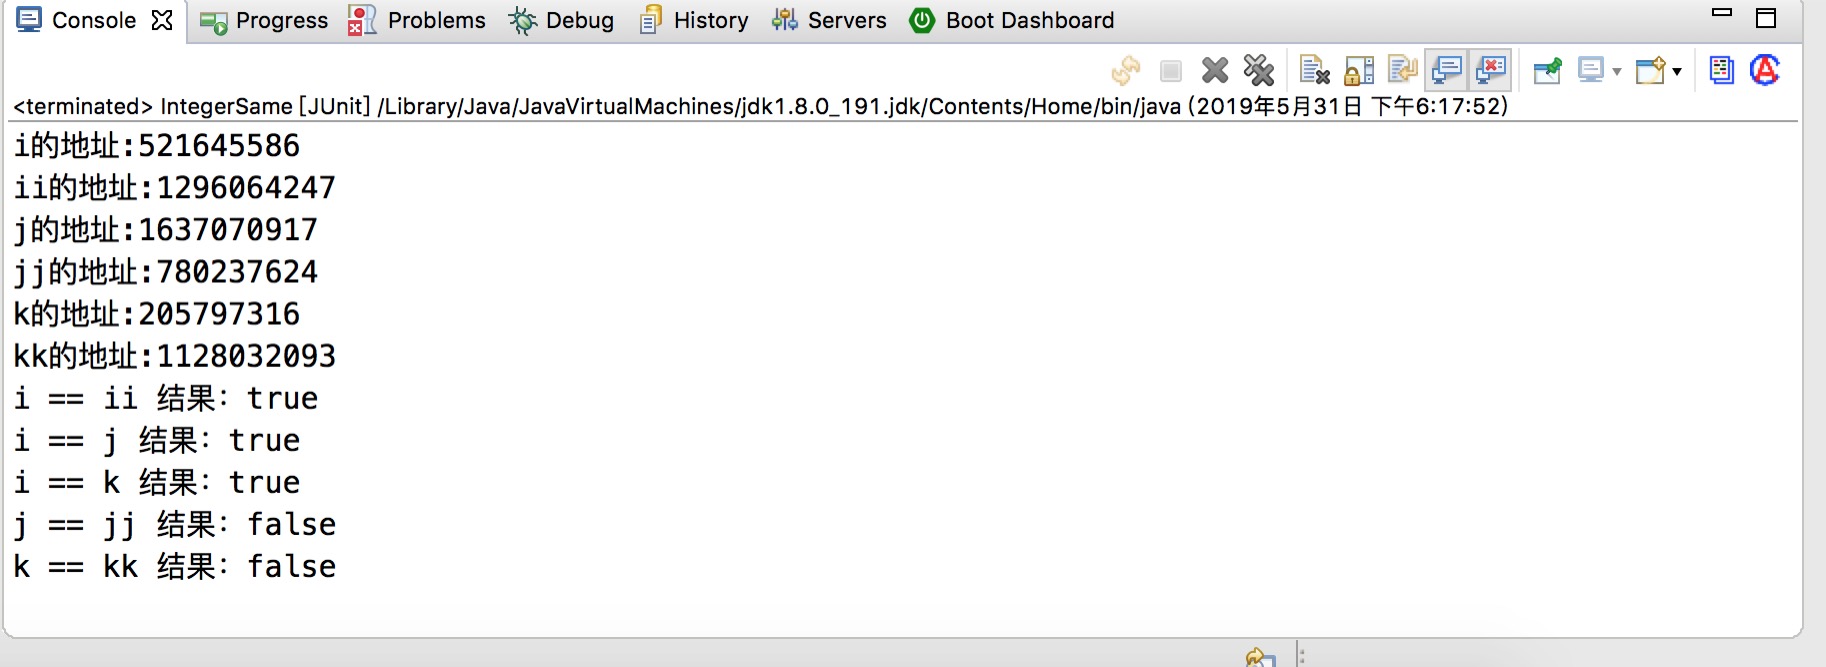 Console Progress Problems Debug History Servers Boot Dashboard
<terminated> IntegerSame [JUnit] /Library/Java/JavaVirtualMachines/jdk1.8.0_191.jdk/Contents/Home/bin/java (2019年5月31日 下午6:17:52)
i的地址:521645586
ii的地址:1296064247
j的地址:1637070917
jj的地址:780237624
k的地址:205797316
kk的地址:1128032093
i == ii 结果：true
i == j 结果：true
i == k 结果：true
j == jj 结果：false
k == kk 结果：false